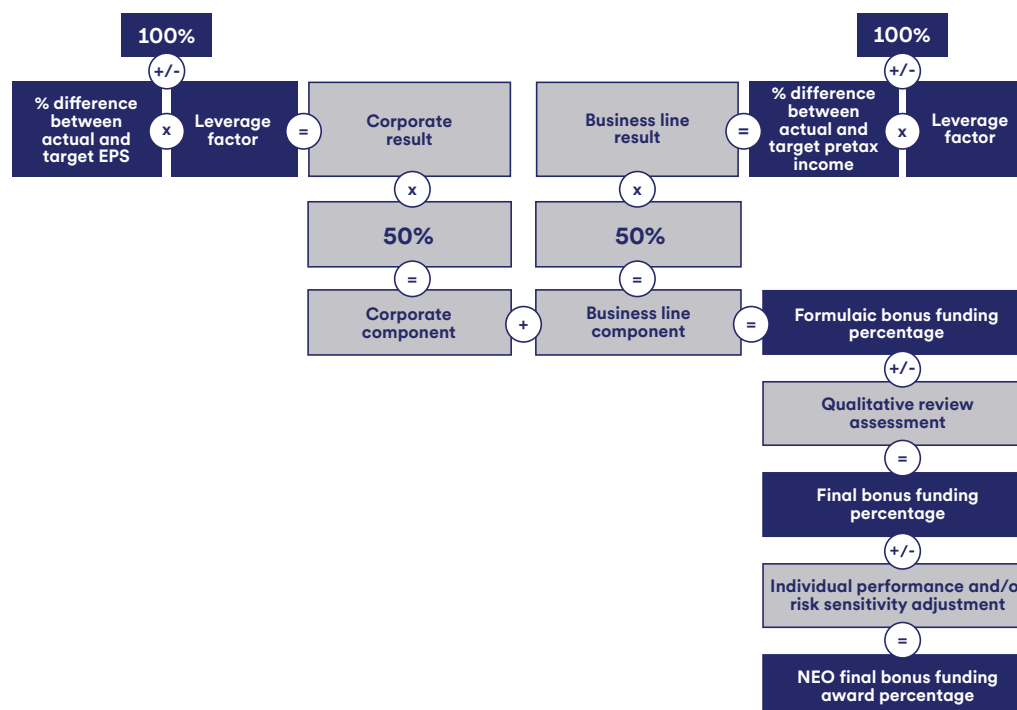 100%
+/-
% difference
between
actual and
target EPS
x
Leverage
factor
=
Corporate
result
100%
+/-
Business line
result
=
% difference
between
actual and
target pretax
income
x
Leverage
factor
x
x
50%
50%
=
=
Corporate
component
+
Business line
component
=
Formulaic bonus funding
percentage
+/-
Qualitative review
assessment
=
Final bonus funding
percentage
+/-
Individual performance and/o
risk sensitivity adjustment
=
NEO final bonus funding
award percentage